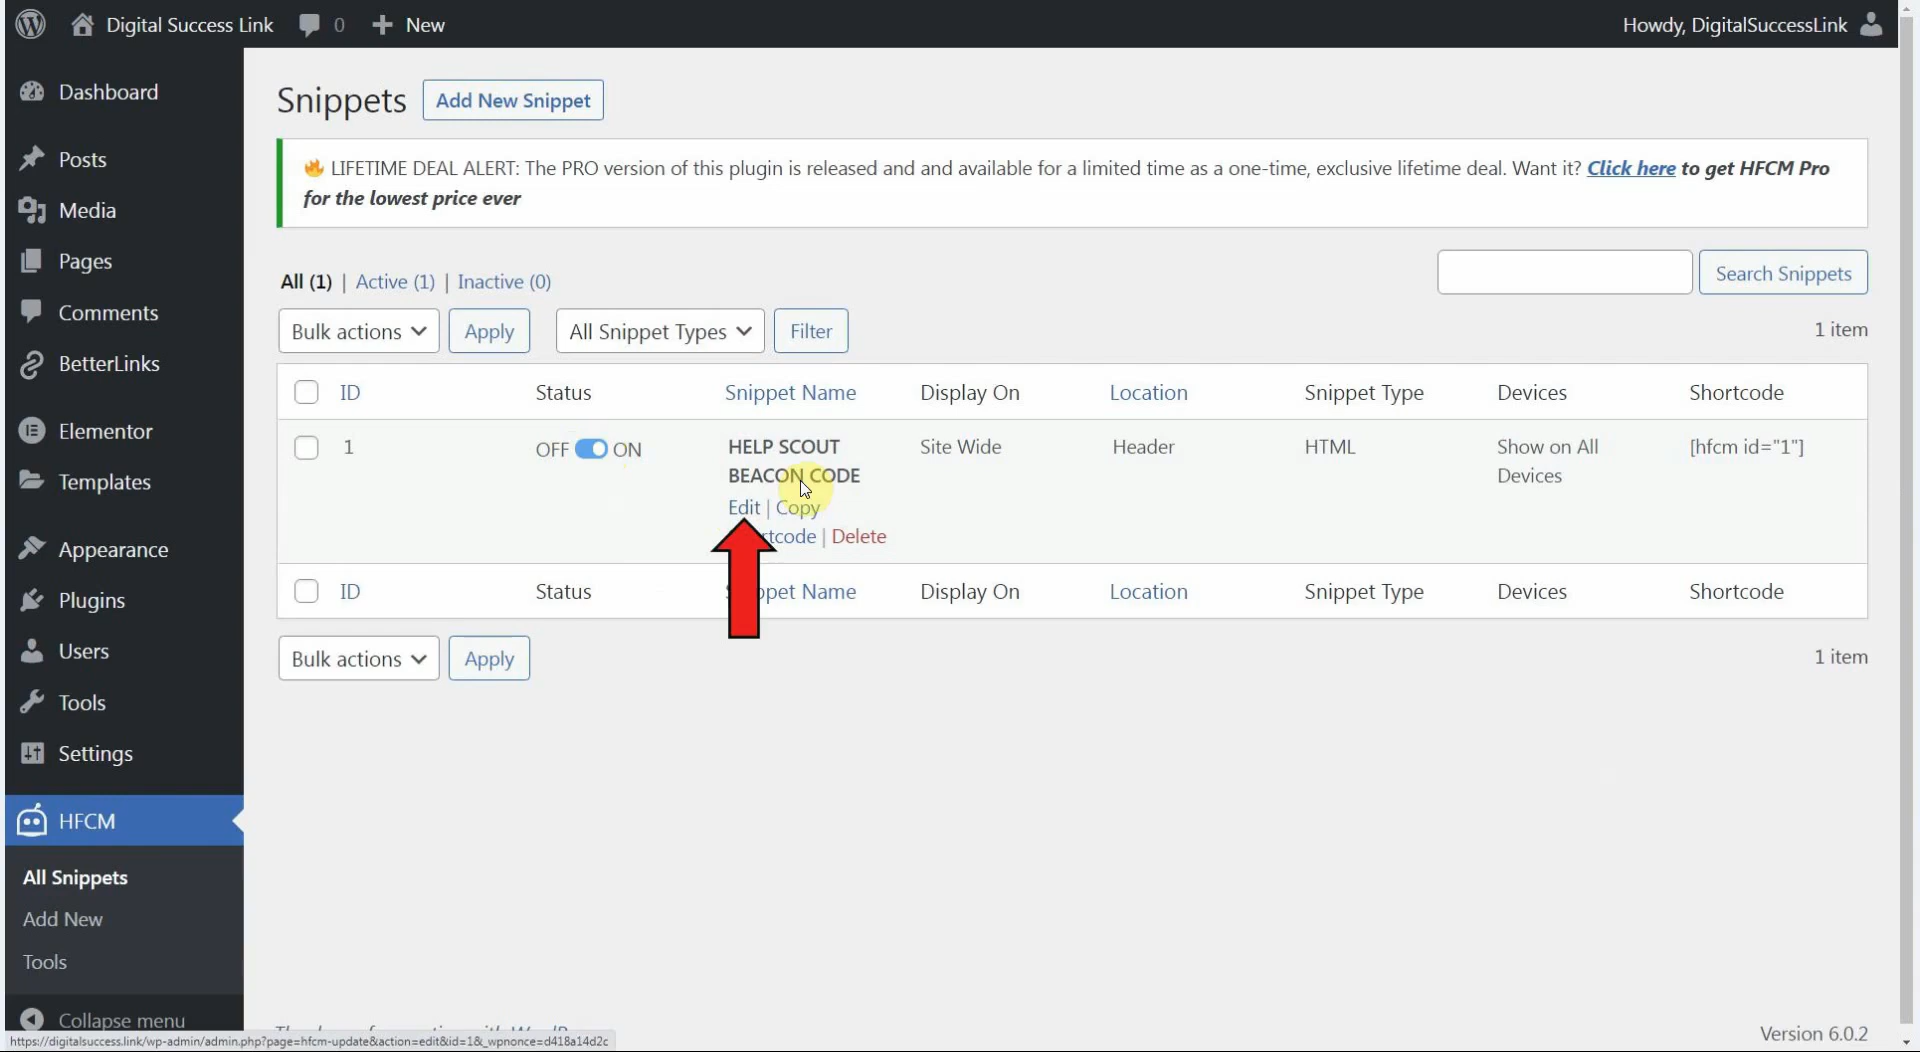 Digital Success Link 0 New Howdy, DigitalSuccessLink
Dashboard
Posts
Media
Pages
Comments
BetterLinks
Elementor
Templates
Appearance
Plugins
Users
Tools
Settings
HFCM
All Snippets
Add New
Tools
Collapse menu
Snippets Add New Snippet
LIFETIME DEAL ALERT: The PRO version of this plugin is released and and available for a limited time as a one-time, exclusive lifetime deal. Want it? Click here to get HFCM Pro
for the lowest price ever
All (1) | Active (1) | Inactive (0)
Search Snippets
Bulk actions Apply All Snippet Types Filter 1 item
ID Status Snippet Name Display On Location Snippet Type Devices Shortcode
1 OFF ON HELP SCOUT Site Wide Header HTML Show on All [hfcm id="1"]
BEACON CODE Devices
Edit | Copy
| Delete
ID Status Name Display On Location Snippet Type Devices Shortcode
Bulk actions Apply 1 item
Version 6.0.2
https://digitalsuccess.link/wp-admin/admin.php?page=hfcm-update&action=edit&id=1&_wpnonce=d418a14d2c